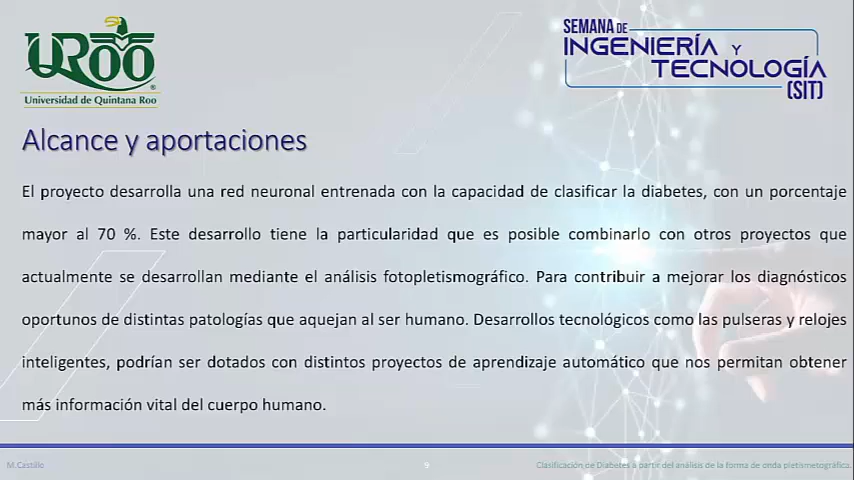 UROO
®
Universidad de Quintana Roo
SEMANA DE
INGENIERÍA Y
TECNOLOGÍA
(SIT)
Alcance y aportaciones
El proyecto desarrolla una red neuronal entrenada con la capacidad de clasificar la diabetes, con un porcentaje
mayor al 70 %. Este desarrollo tiene la particularidad que es posible combinarlo con otros proyectos que
actualmente se desarrollan mediante el análisis fotopletismográfico. Para contribuir a mejorar los diagnósticos
oportunos de distintas patologías que aquejan al ser humano. Desarrollos tecnológicos como las pulseras y relojes
inteligentes, podrían ser dotados con distintos proyectos de aprendizaje automático que nos permitan obtener
más información vital del cuerpo humano.
M.Castillo
9
Clasificación de Diabetes a partir del análisis de la forma de onda pletismetográfica.